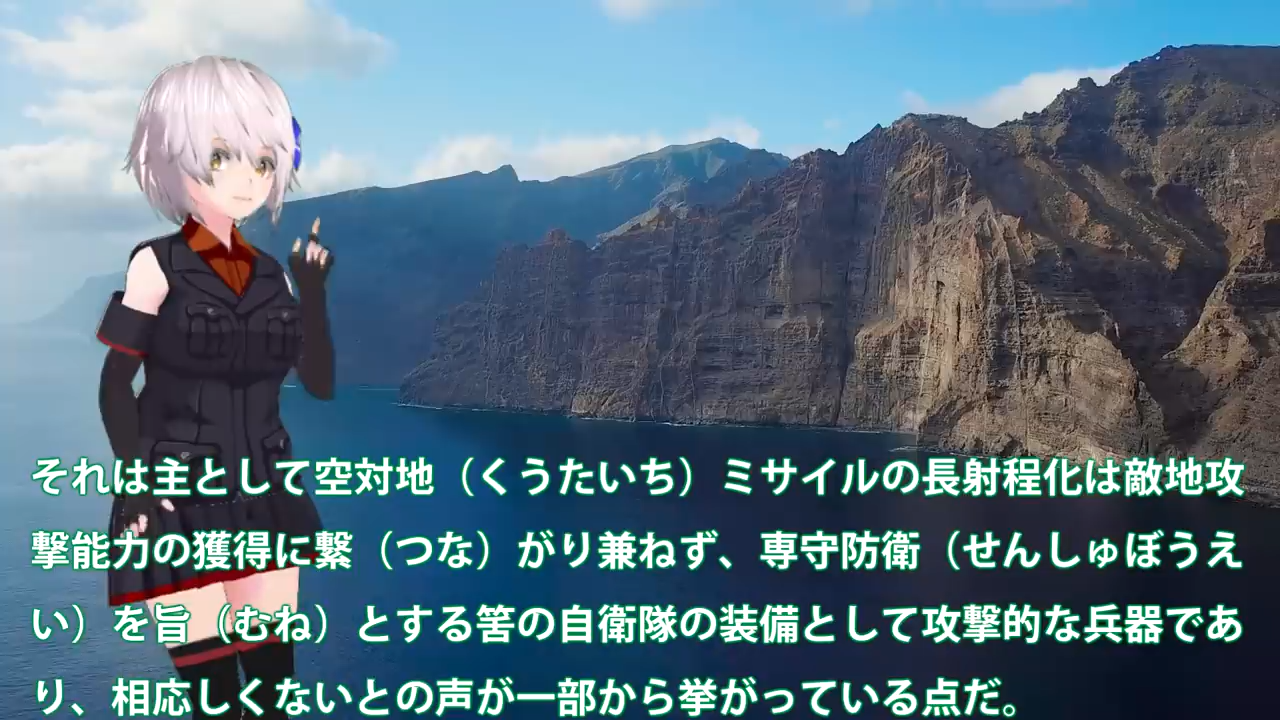 それは主として空対地（くうたいち）ミサイルの長射程化は敵地攻
撃能力の獲得に繋（つな）がり兼ねず、専守防衛（せんしゅぼうえ
い）を旨（むね）とする筈の自衛隊の装備として攻撃的な兵器であ
り、相応しくないとの声が一部から挙がっている点だ。